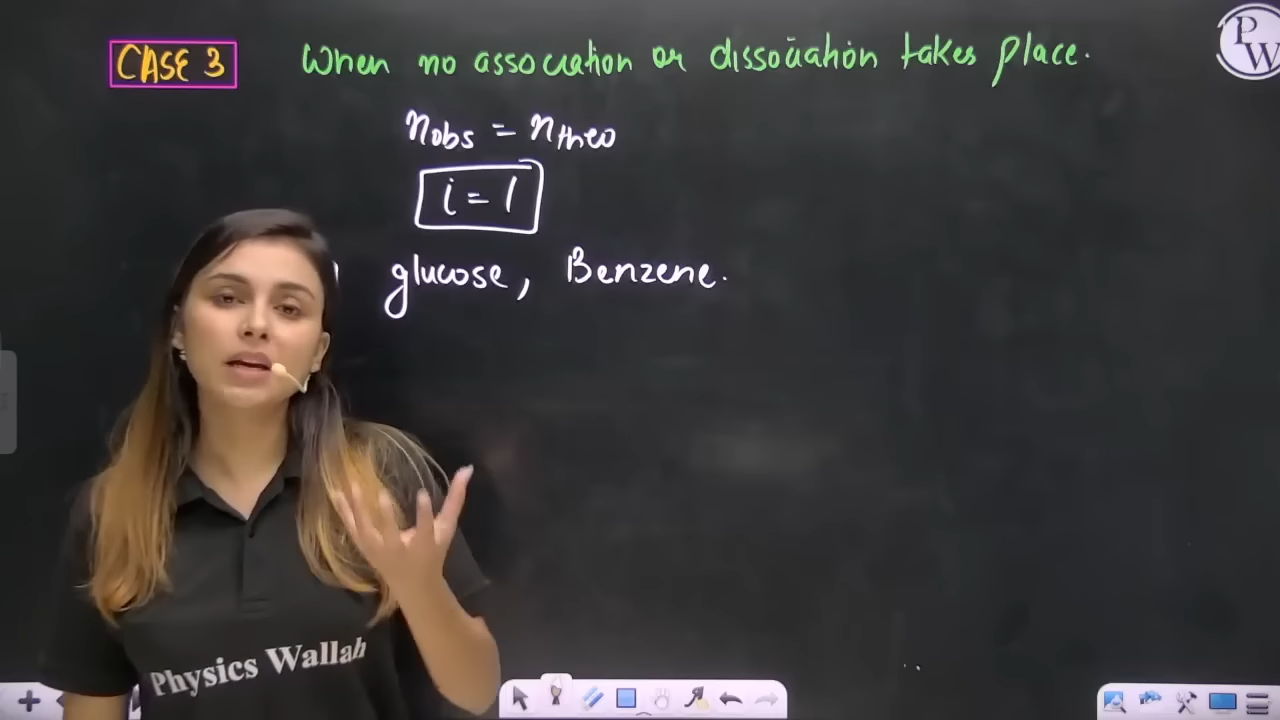 CASE 3 When no association or dissociation takes place.
PW
nobs = ntheo
i = 1
glucose, Benzene.
Physics Wallah